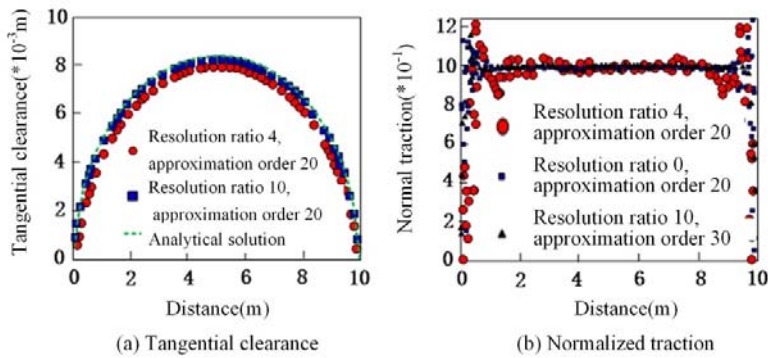 Tangential clearance(*10⁻³m)
10
8
6
4
2
0
Resolution ratio 4,
approximation order 20
Resolution ratio 10,
approximation order 20
Analytical solution
0 2 4 6 8 10
Distance(m)
(a) Tangential clearance
Normal traction(*10⁻¹)
12
10
8
6
4
2
0
Resolution ratio 4,
approximation order 20
Resolution ratio 0,
approximation order 20
Resolution ratio 10,
approximation order 30
0 2 4 6 8 10
Distance(m)
(b) Normalized traction